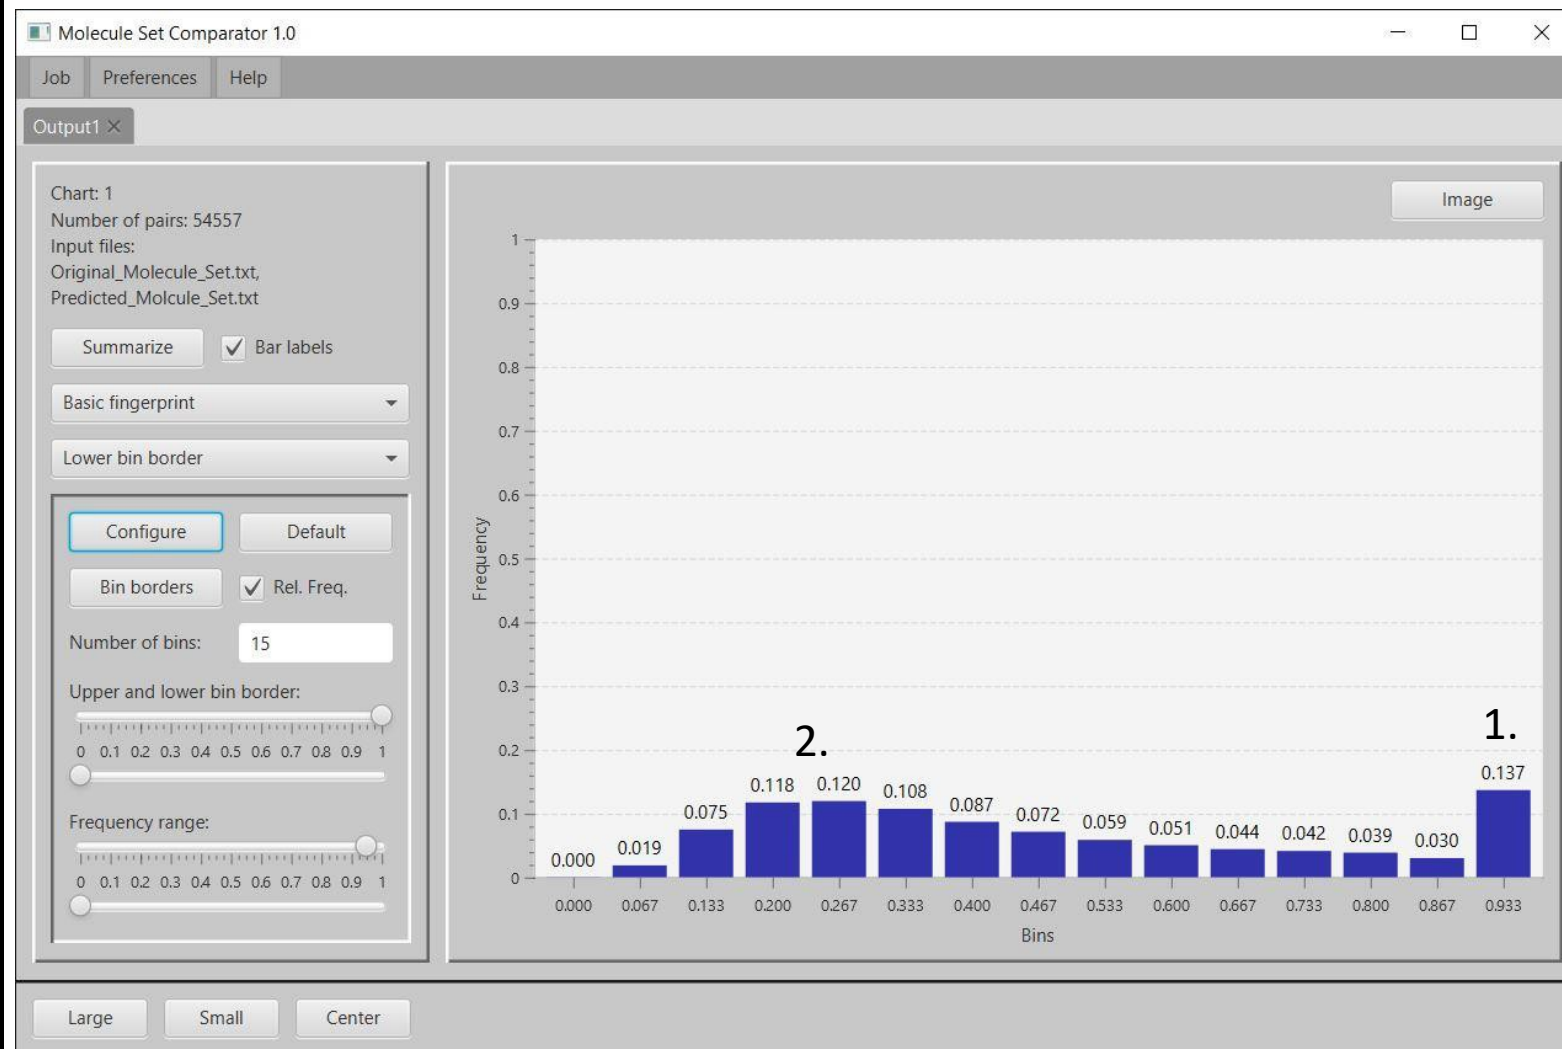 Molecule Set Comparator 1.0
Job Preferences Help
Output1
Chart: 1
Number of pairs: 54557
Input files:
Original_Molecule_Set.txt,
Predicted_Molcule_Set.txt
Summarize Bar labels
Basic fingerprint
Lower bin border
Configure Default
Bin borders Rel. Freq.
Number of bins: 15
Upper and lower bin border:
0 0.1 0.2 0.3 0.4 0.5 0.6 0.7 0.8 0.9 1
Frequency range:
0 0.1 0.2 0.3 0.4 0.5 0.6 0.7 0.8 0.9 1
Image
Frequency
1
0.9
0.8
0.7
0.6
0.5
0.4
0.3
0.2
0.1
0
2.
1.
0.000 0.019 0.075 0.118 0.120 0.108 0.087 0.072 0.059 0.051 0.044 0.042 0.039 0.030 0.137
0.000 0.067 0.133 0.200 0.267 0.333 0.400 0.467 0.533 0.600 0.667 0.733 0.800 0.867 0.933
Bins
Large Small Center